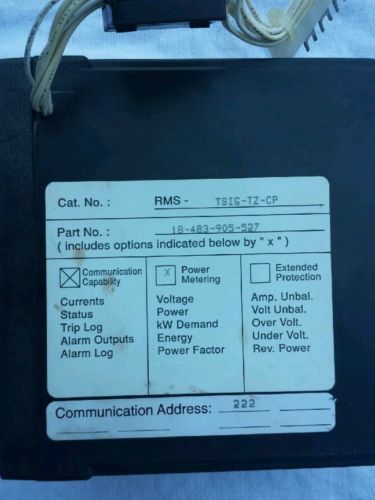 Cat. No. : RMS - TSIG-TZ-CP
Part No. : 18-483-905-527
( includes options indicated below by " x " )
Communication Capability
Currents
Status
Trip Log
Alarm Outputs
Alarm Log
x Power Metering
Voltage
Power
kW Demand
Energy
Power Factor
Extended Protection
Amp. Unbal.
Volt Unbal.
Over Volt.
Under Volt.
Rev. Power
Communication Address: 222